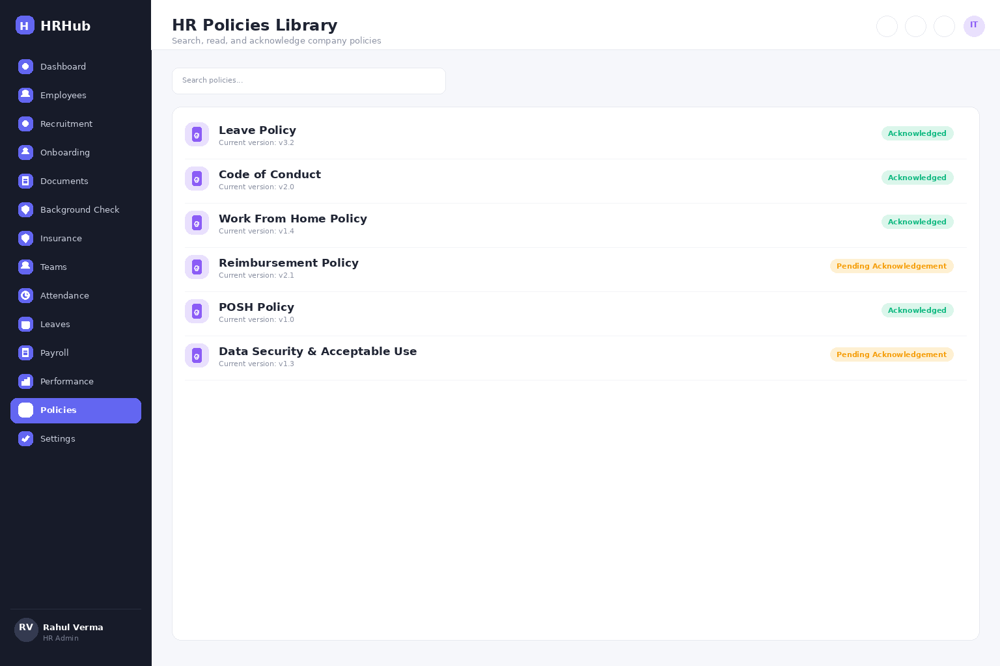 H HRHub
Dashboard
Employees
Recruitment
Onboarding
Documents
Background Check
Insurance
Teams
Attendance
Leaves
Payroll
Performance
Policies
Settings
RV
Rahul Verma
HR Admin
HR Policies Library
Search, read, and acknowledge company policies
IT
Search policies...
Leave Policy
Current version: v3.2
Acknowledged
Code of Conduct
Current version: v2.0
Acknowledged
Work From Home Policy
Current version: v1.4
Acknowledged
Reimbursement Policy
Current version: v2.1
Pending Acknowledgement
POSH Policy
Current version: v1.0
Acknowledged
Data Security & Acceptable Use
Current version: v1.3
Pending Acknowledgement